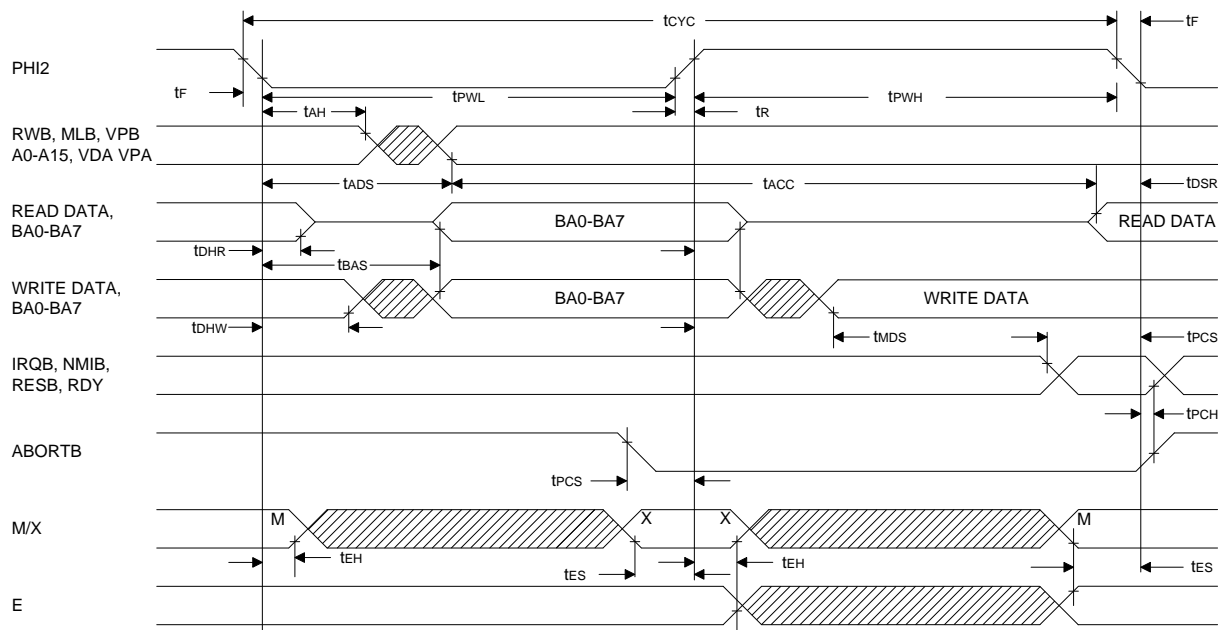 tCYC
tF
PHI2
tF
tPWL
tPWH
tAH
tR
RWB, MLB, VPB
A0-A15, VDA VPA
tADS
tACC
tDSR
READ DATA,
BA0-BA7
BA0-BA7
READ DATA
tDHR
tBAS
WRITE DATA,
BA0-BA7
BA0-BA7
WRITE DATA
tDHW
tMDS
tPCS
IRQB, NMIB,
RESB, RDY
tPCH
ABORTB
tPCS
M/X
M
X
X
M
tEH
tES
tEH
tES
E